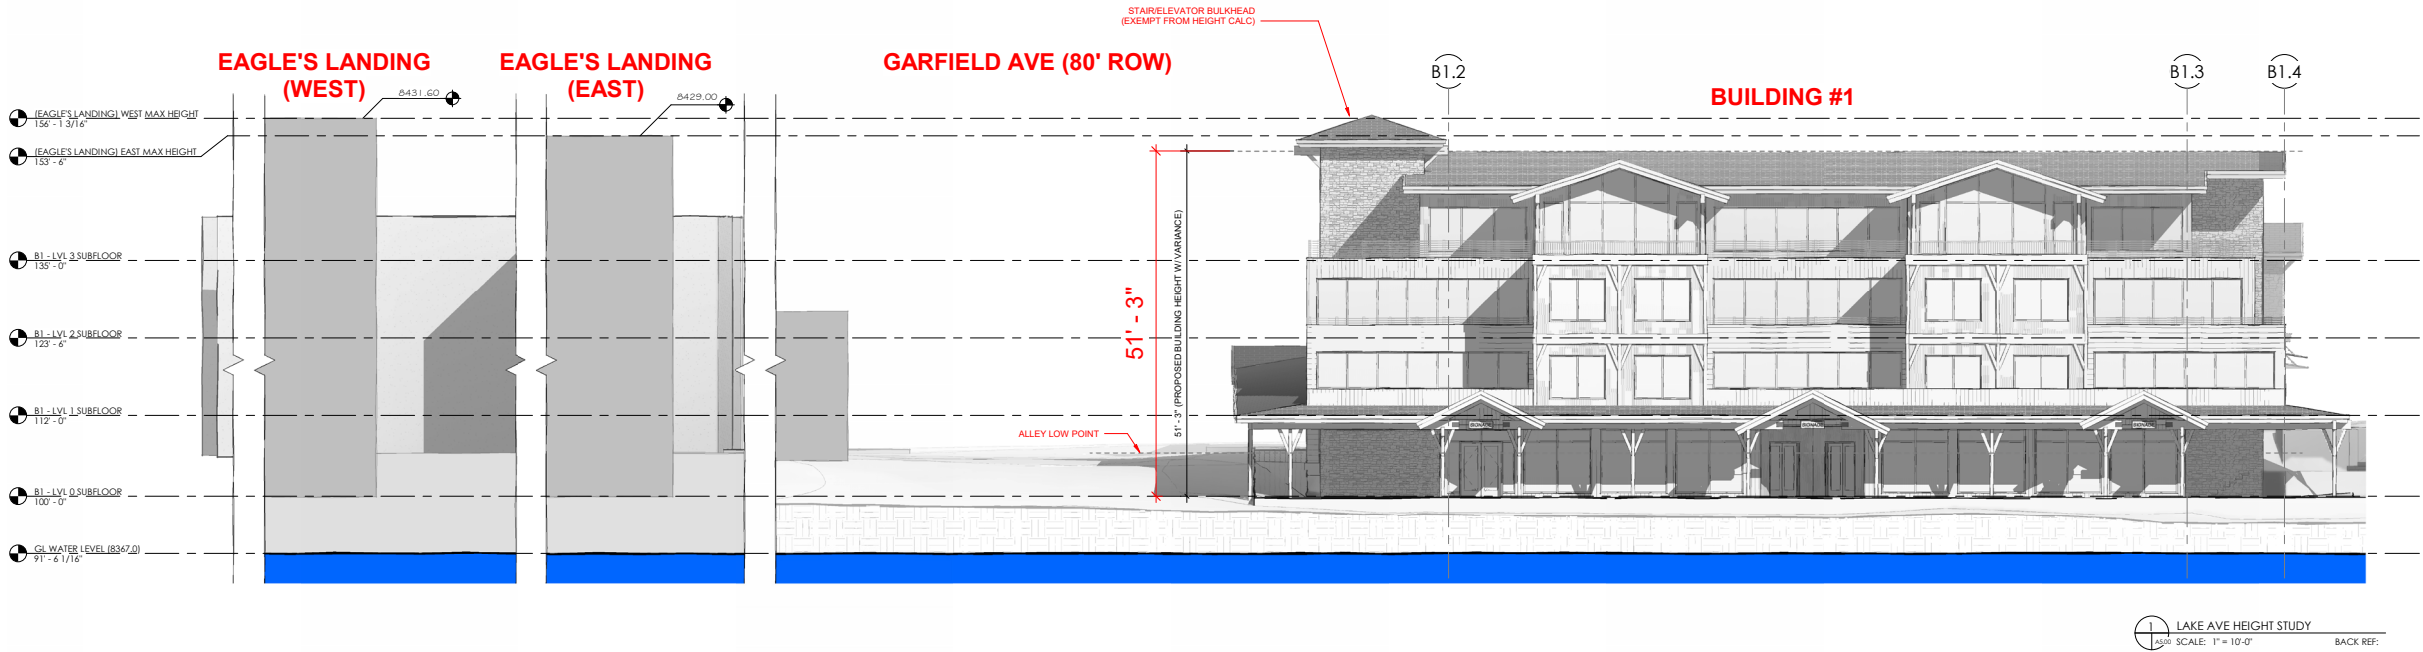 STAIR/ELEVATOR BULKHEAD
(EXEMPT FROM HEIGHT CALC)
EAGLE'S LANDING
(WEST)
EAGLE'S LANDING
(EAST)
GARFIELD AVE (80' ROW)
BUILDING #1
B1.2
B1.3
B1.4
8431.60
8429.00
(EAGLE'S LANDING) WEST MAX HEIGHT
156' - 1 3/16"
(EAGLE'S LANDING) EAST MAX HEIGHT
153' - 6"
B1 - LVL 3 SUBFLOOR
135' - 0"
B1 - LVL 2 SUBFLOOR
123' - 6"
B1 - LVL 1 SUBFLOOR
112' - 0"
B1 - LVL 0 SUBFLOOR
100' - 0"
GL WATER LEVEL (8367.0)
91' - 6 1/16"
51' - 3"
51' - 3" (PROPOSED BUILDING HEIGHT W/ VARIANCE)
ALLEY LOW POINT
SIGNAGE
SIGNAGE
SIGNAGE
1
A5.00
LAKE AVE HEIGHT STUDY
SCALE: 1" = 10'-0"
BACK REF: